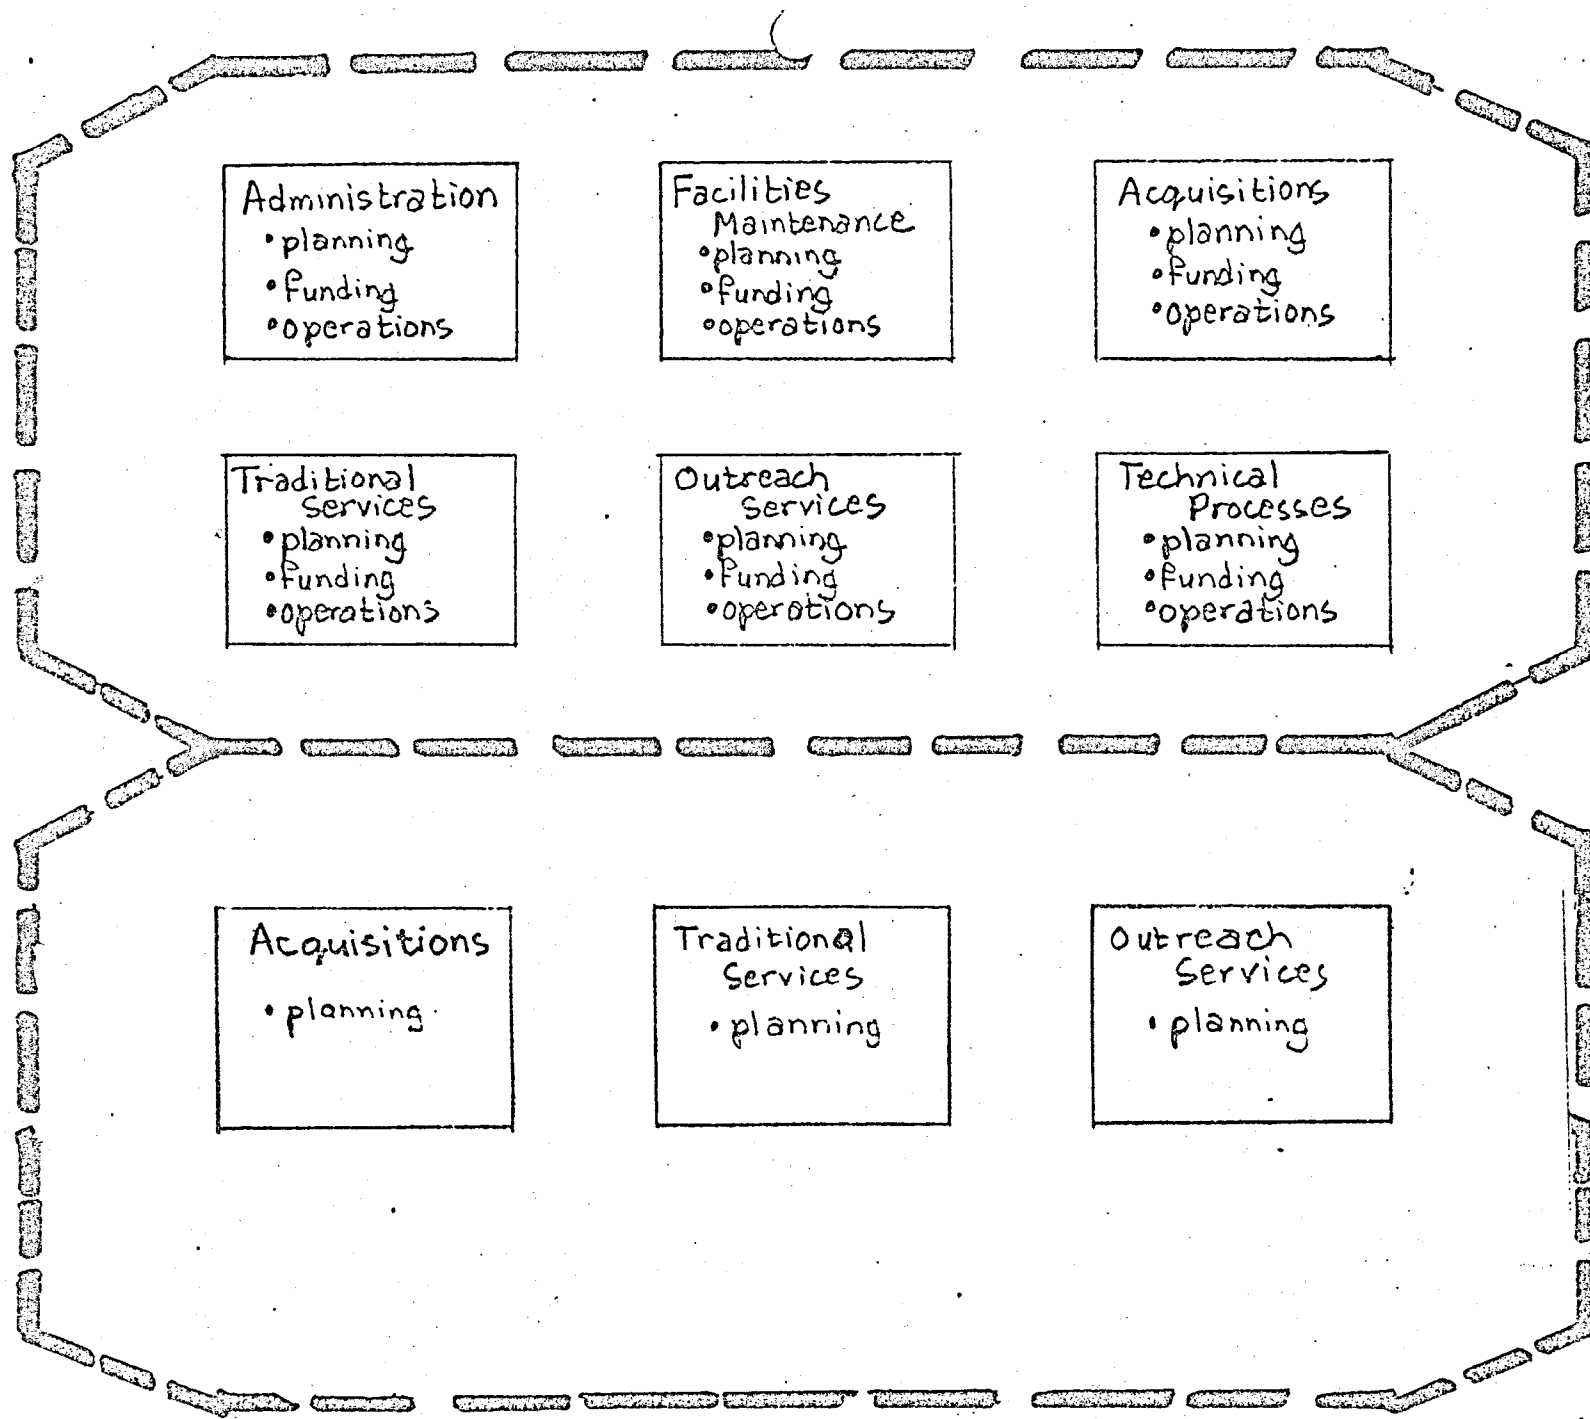 Administration
• planning
• funding
• operations
Facilities
Maintenance
• planning
• funding
• operations
Acquisitions
• planning
• funding
• operations
Traditional
Services
• planning
• funding
• operations
Outreach
Services
• planning
• funding
• operations
Technical
Processes
• planning
• funding
• operations
Acquisitions
• planning
Traditional
Services
• planning
Outreach
Services
• planning